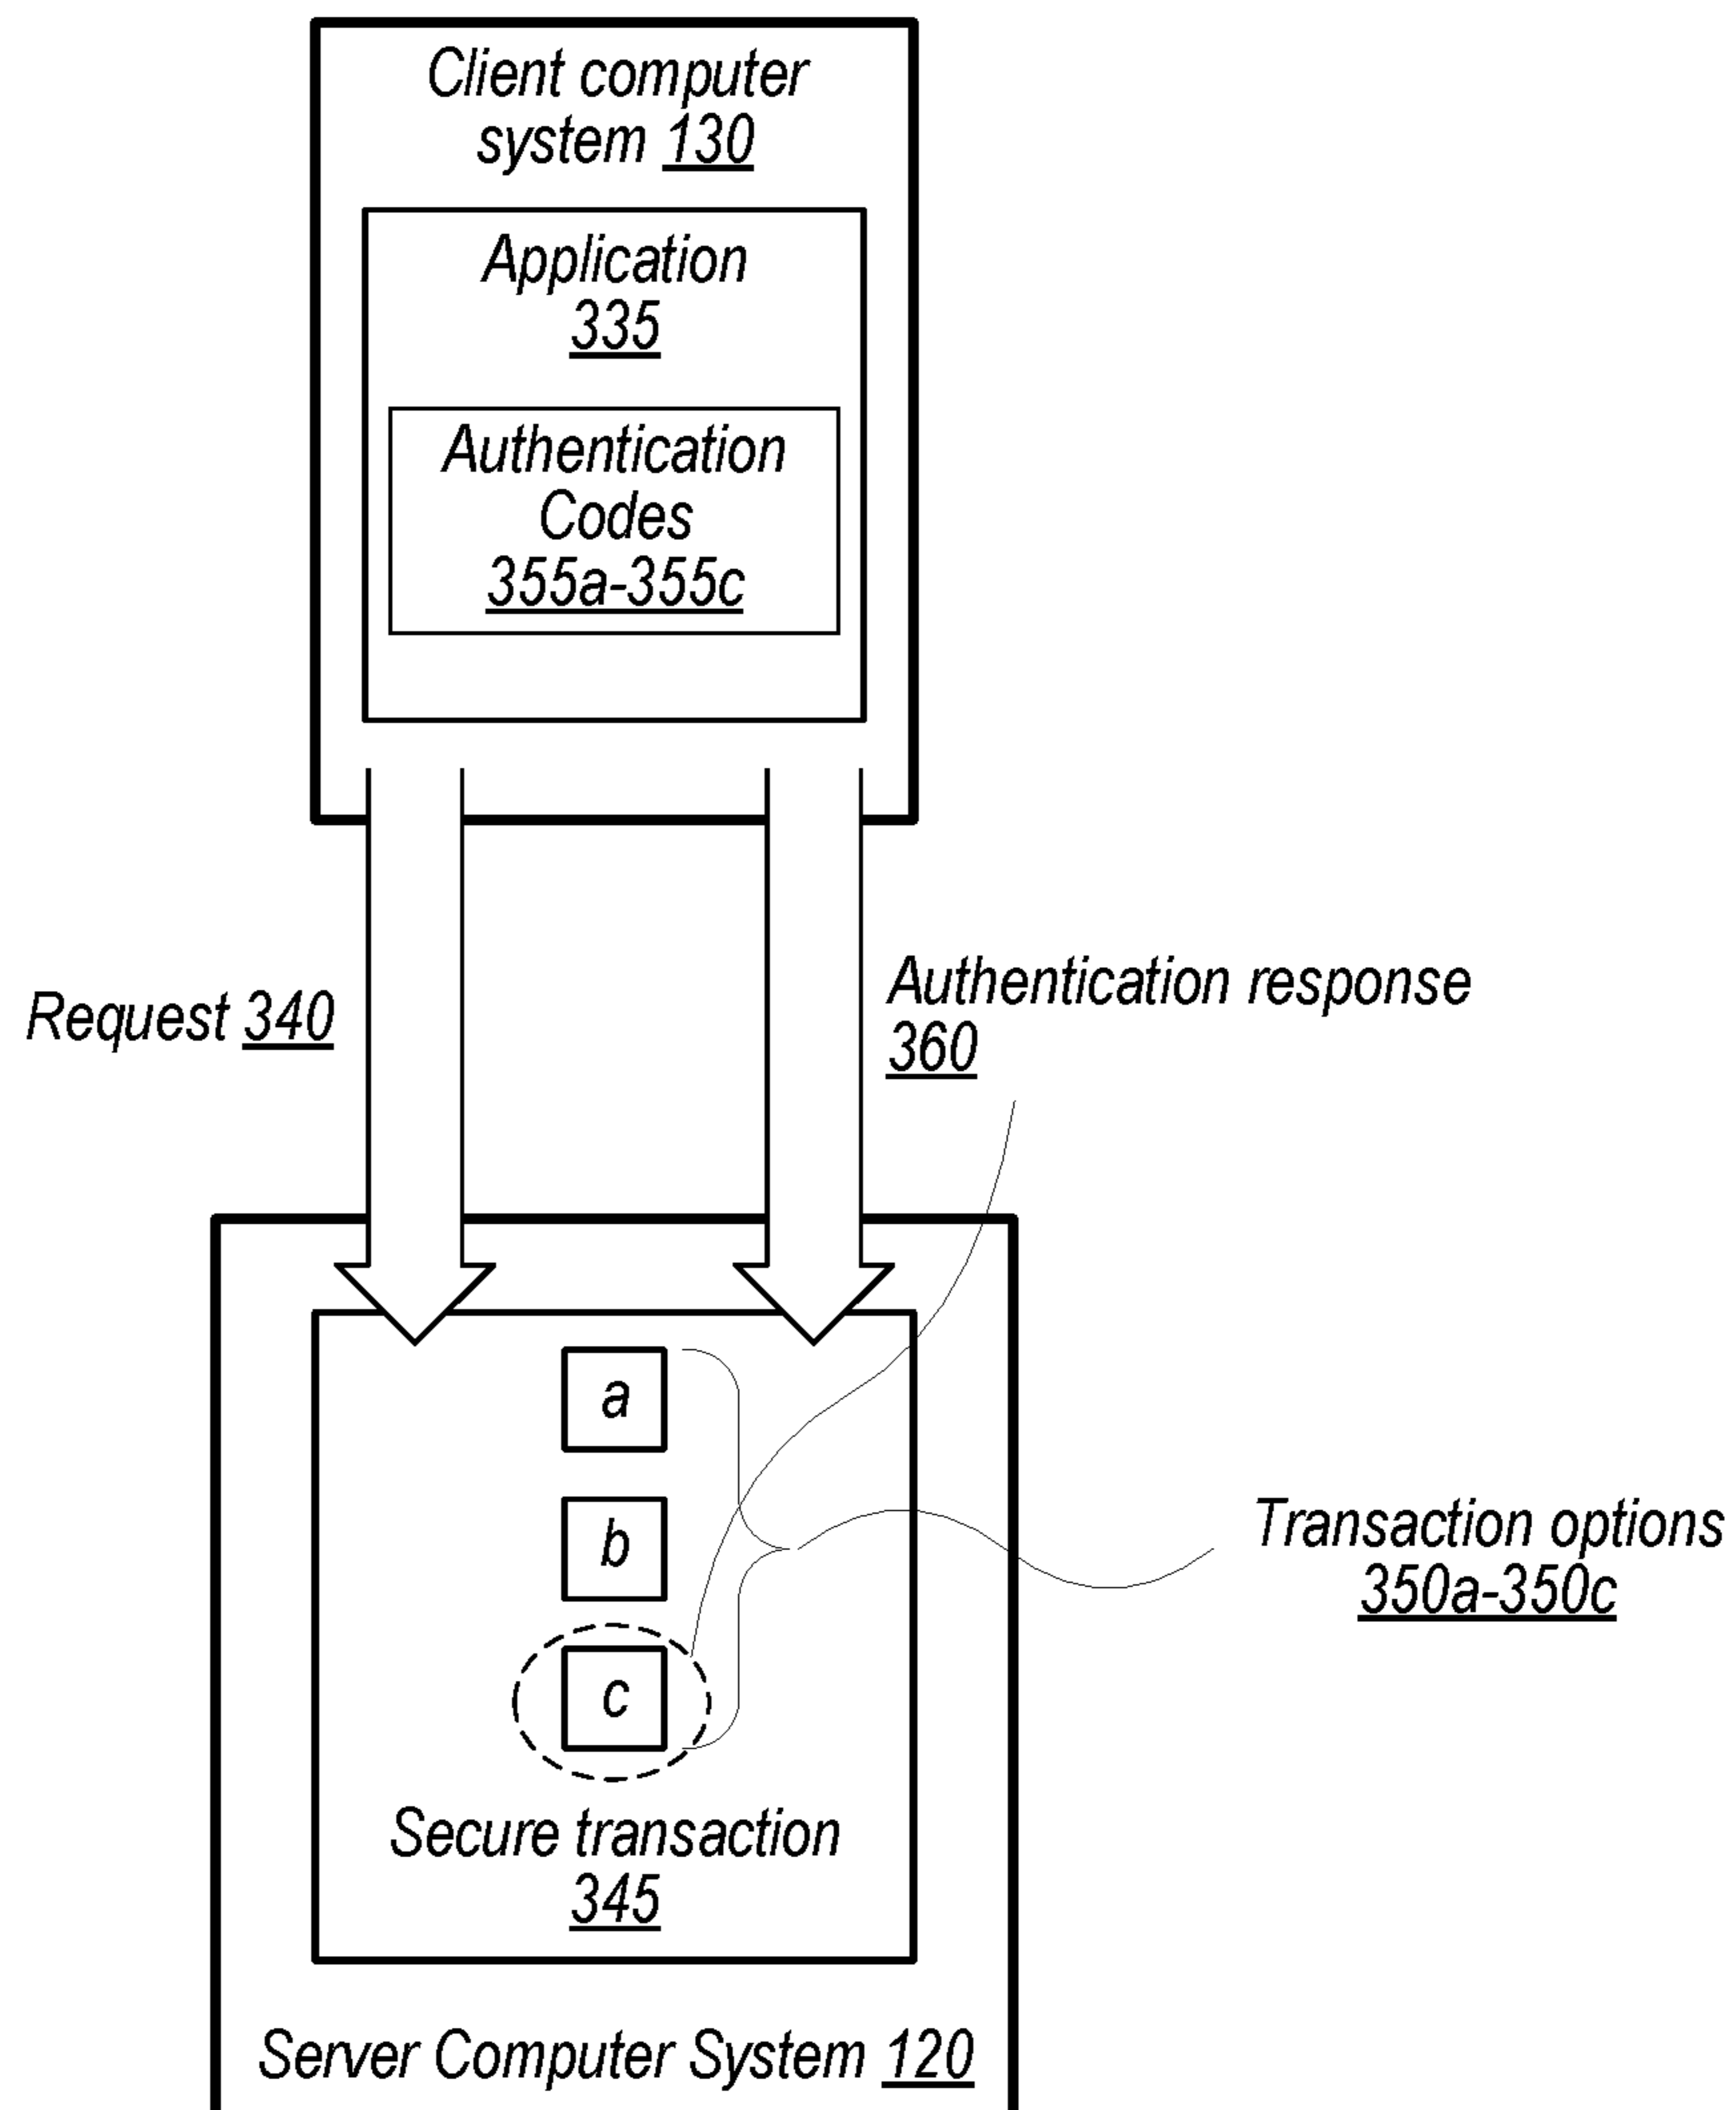 Client computer
system 130
Application
335
Authentication
Codes
355a-355c
Request 340
Authentication response
360
a
b
c
Transaction options
350a-350c
Secure transaction
345
Server Computer System 120